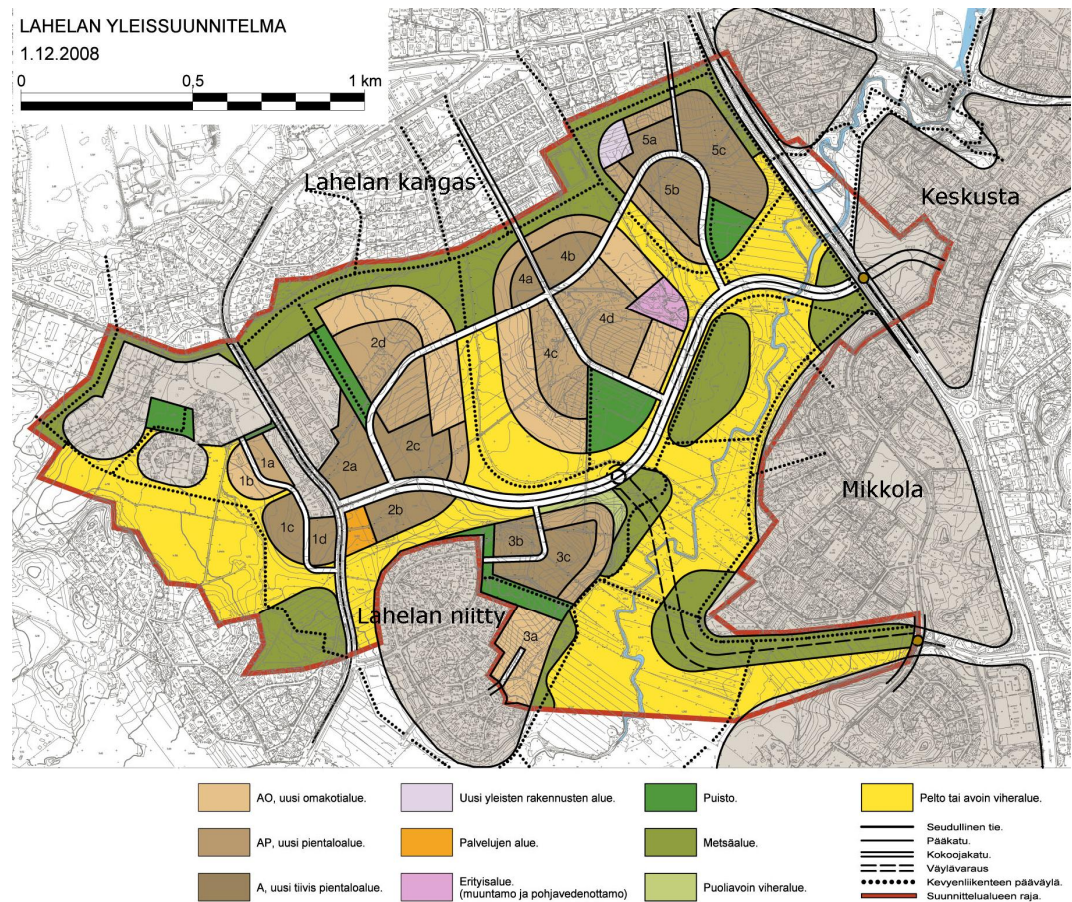 LAHELAN YLEISSUUNNITELMA
1.12.2008
0 0,5 1 km
Lahelan kangas
Keskusta
5a
5c
5b
4b
4a
4d
4c
2d
2c
2a
2b
1a
1b
1c
1d
3b
3c
3a
Mikkola
Lahelan niitty
AO, uusi omakotialue.
AP, uusi pientaloalue.
A, uusi tiivis pientaloalue.
Uusi yleisten rakennusten alue.
Palvelujen alue.
Erityisalue.
(muuntamo ja pohjavedenottamo)
Puisto.
Metsäalue.
Puoliavoin viheralue.
Pelto tai avoin viheralue.
Seudullinen tie.
Pääkatu.
Kokoojakatu.
Väylävaraus
Kevyenliikenteen pääväylä.
Suunnittelualueen raja.